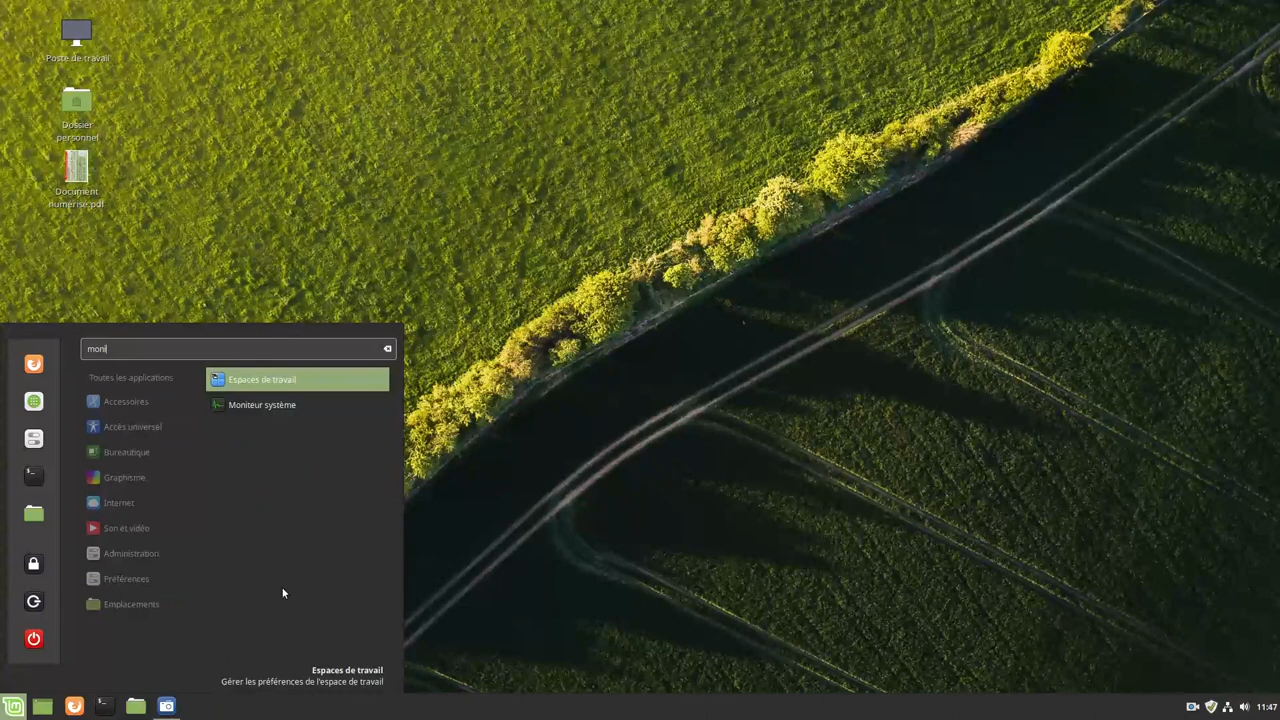 Poste de travail
Dossier
personnel
Document
numérisé.pdf
moni
Toutes les applications
Accessoires
Accès universel
Bureautique
Graphisme
Internet
Son et vidéo
Administration
Préférences
Emplacements
Espaces de travail
Moniteur système
Espaces de travail
Gérer les préférences de l'espace de travail
11:47